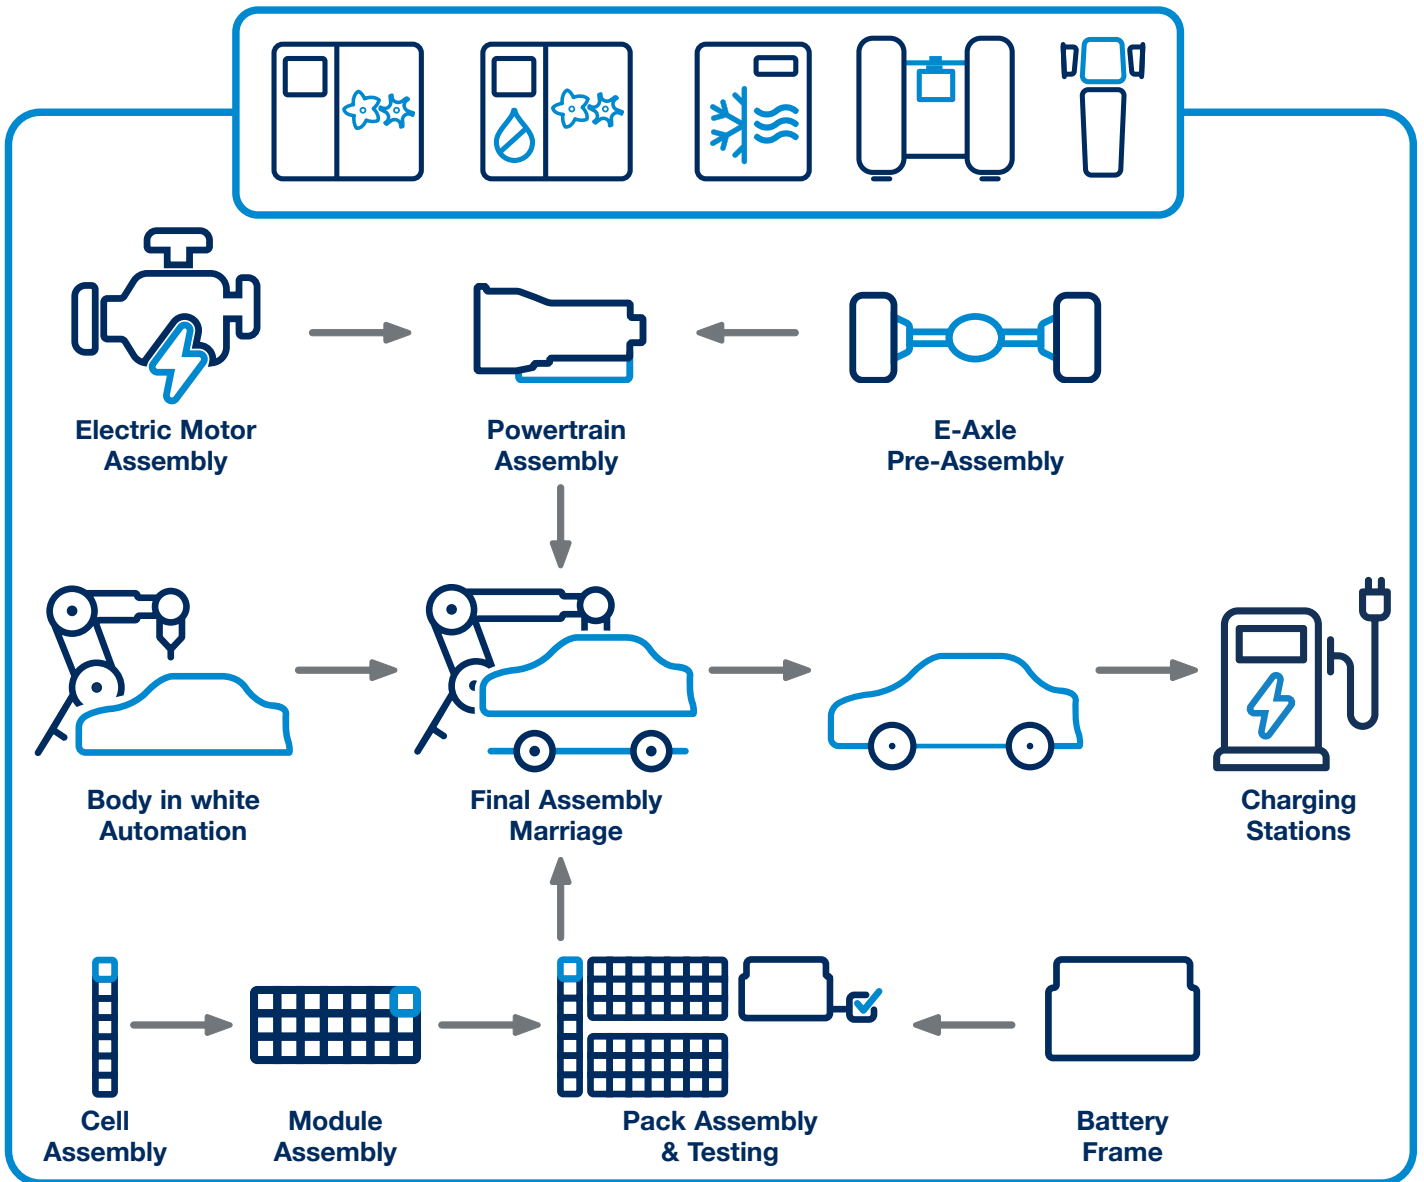 Electric Motor
Assembly
Powertrain
Assembly
E-Axle
Pre-Assembly
Body in white
Automation
Final Assembly
Marriage
Charging
Stations
Cell
Assembly
Module
Assembly
Pack Assembly
& Testing
Battery
Frame